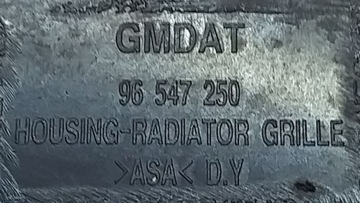 GMDAT
96 547 250
HOUSING-RADIATOR GRILLE
>ASA< D.Y